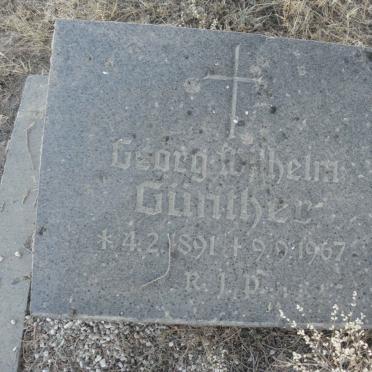 Georg Wilhelm
Günther
* 4.2.1891 † 9.9.1967
R. I. P.